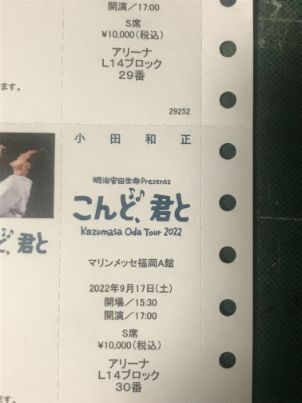 開演／17:00
S席
¥10,000(税込)
アリーナ
L14ブロック
29番
ます。
29252
小田和正
明治安田生命Presents
こんど、君と
Kazumasa Oda Tour 2022
ど、君と
マリンメッセ福岡A館
2022年9月17日(土)
開場／15:30
開演／17:00
S席
¥10,000(税込)
アリーナ
L14ブロック
30番
ます。